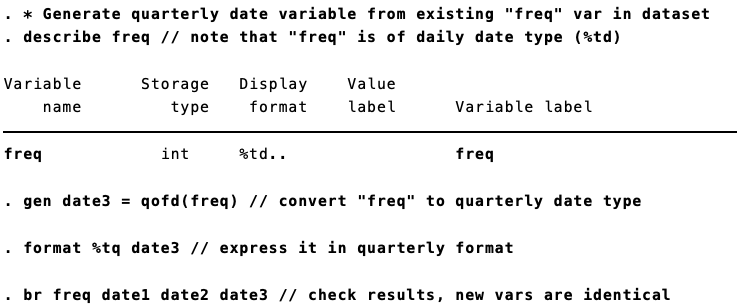 . * Generate quarterly date variable from existing "freq" var in dataset
. describe freq // note that "freq" is of daily date type (%td)
Variable Storage Display Value
name type format label Variable label
freq int %td.. freq
. gen date3 = qofd(freq) // convert "freq" to quarterly date type
. format %tq date3 // express it in quarterly format
. br freq date1 date2 date3 // check results, new vars are identical